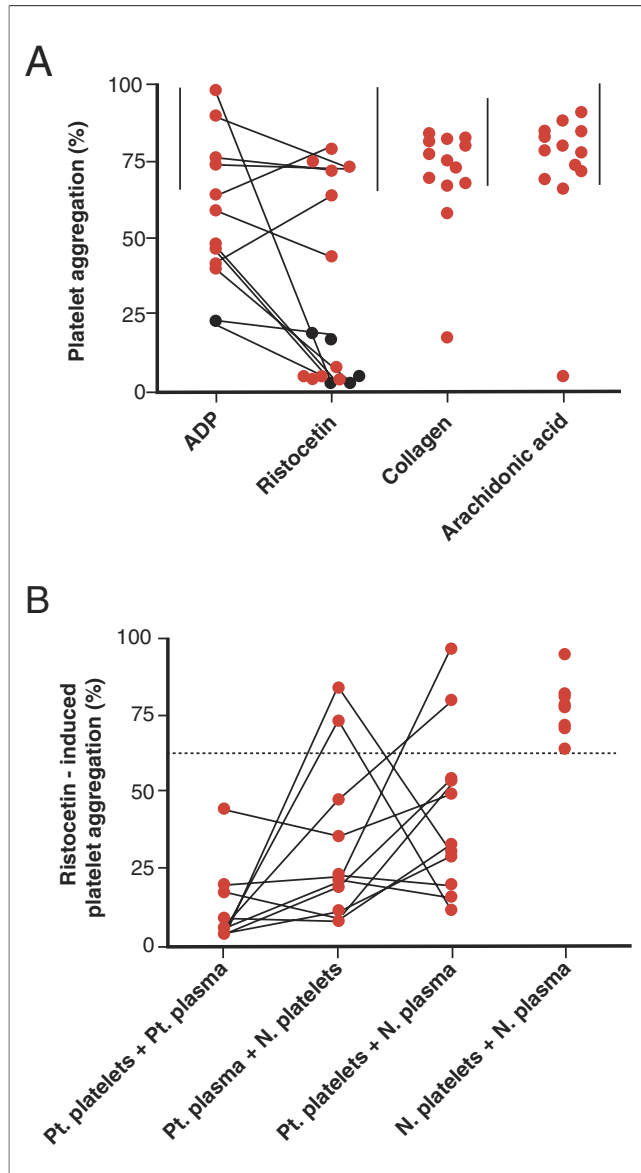 A
Platelet aggregation (%)
100
75
50
25
0
ADP
Ristocetin
Collagen
Arachidonic acid
B
Ristocetin - induced
platelet aggregation (%)
100
75
50
25
0
Pt. platelets + Pt. plasma
Pt. plasma + N. platelets
Pt. platelets + N. plasma
N. platelets + N. plasma